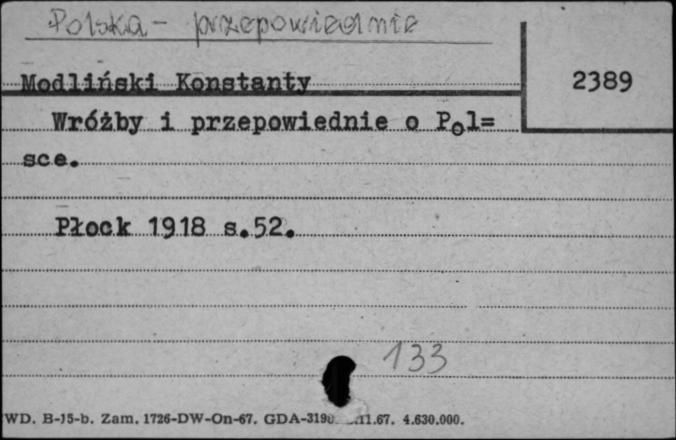 Polska - przepowiednie
Modliński Konstanty
2389
Wróżby i przepowiednie o Pol=
sce.
Płock 1918 s.52.
133
WD. B-15-b. Zam. 1726-DW-On-67. GDA-319 .11.67. 4.630.000.